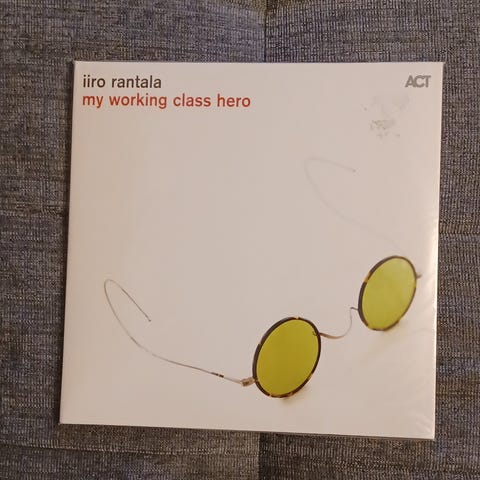 iiro rantala
my working class hero
ACT